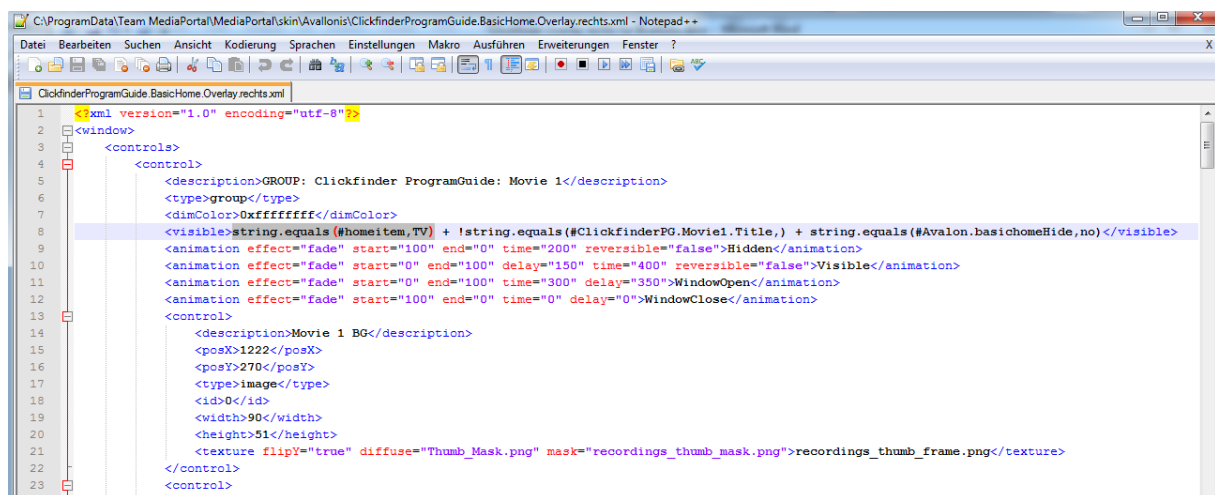 C:\ProgramData\Team MediaPortal\MediaPortal\skin\Avallonis\ClickfinderProgramGuide.BasicHome.Overlay.rechts.xml - Notepad++
Datei Bearbeiten Suchen Ansicht Kodierung Sprachen Einstellungen Makro Ausführen Erweiterungen Fenster ? X
ClickfinderProgramGuide.BasicHome.Overlay.rechts.xml
1 <?xml version="1.0" encoding="utf-8"?>
2 <window>
3 <controls>
4 <control>
5 <description>GROUP: Clickfinder ProgramGuide: Movie 1</description>
6 <type>group</type>
7 <dimColor>0xffffffff</dimColor>
8 <visible>string.equals(#homeitem,TV) + !string.equals(#ClickfinderPG.Movie1.Title,) + string.equals(#Avalon.basichomeHide,no)</visible>
9 <animation effect="fade" start="100" end="0" time="200" reversible="false">Hidden</animation>
10 <animation effect="fade" start="0" end="100" delay="150" time="400" reversible="false">Visible</animation>
11 <animation effect="fade" start="0" end="100" time="300" delay="350">WindowOpen</animation>
12 <animation effect="fade" start="100" end="0" time="0" delay="0">WindowClose</animation>
13 <control>
14 <description>Movie 1 BG</description>
15 <posX>1222</posX>
16 <posY>270</posY>
17 <type>image</type>
18 <id>0</id>
19 <width>90</width>
20 <height>51</height>
21 <texture flipY="true" diffuse="Thumb_Mask.png" mask="recordings_thumb_mask.png">recordings_thumb_frame.png</texture>
22 </control>
23 <control>